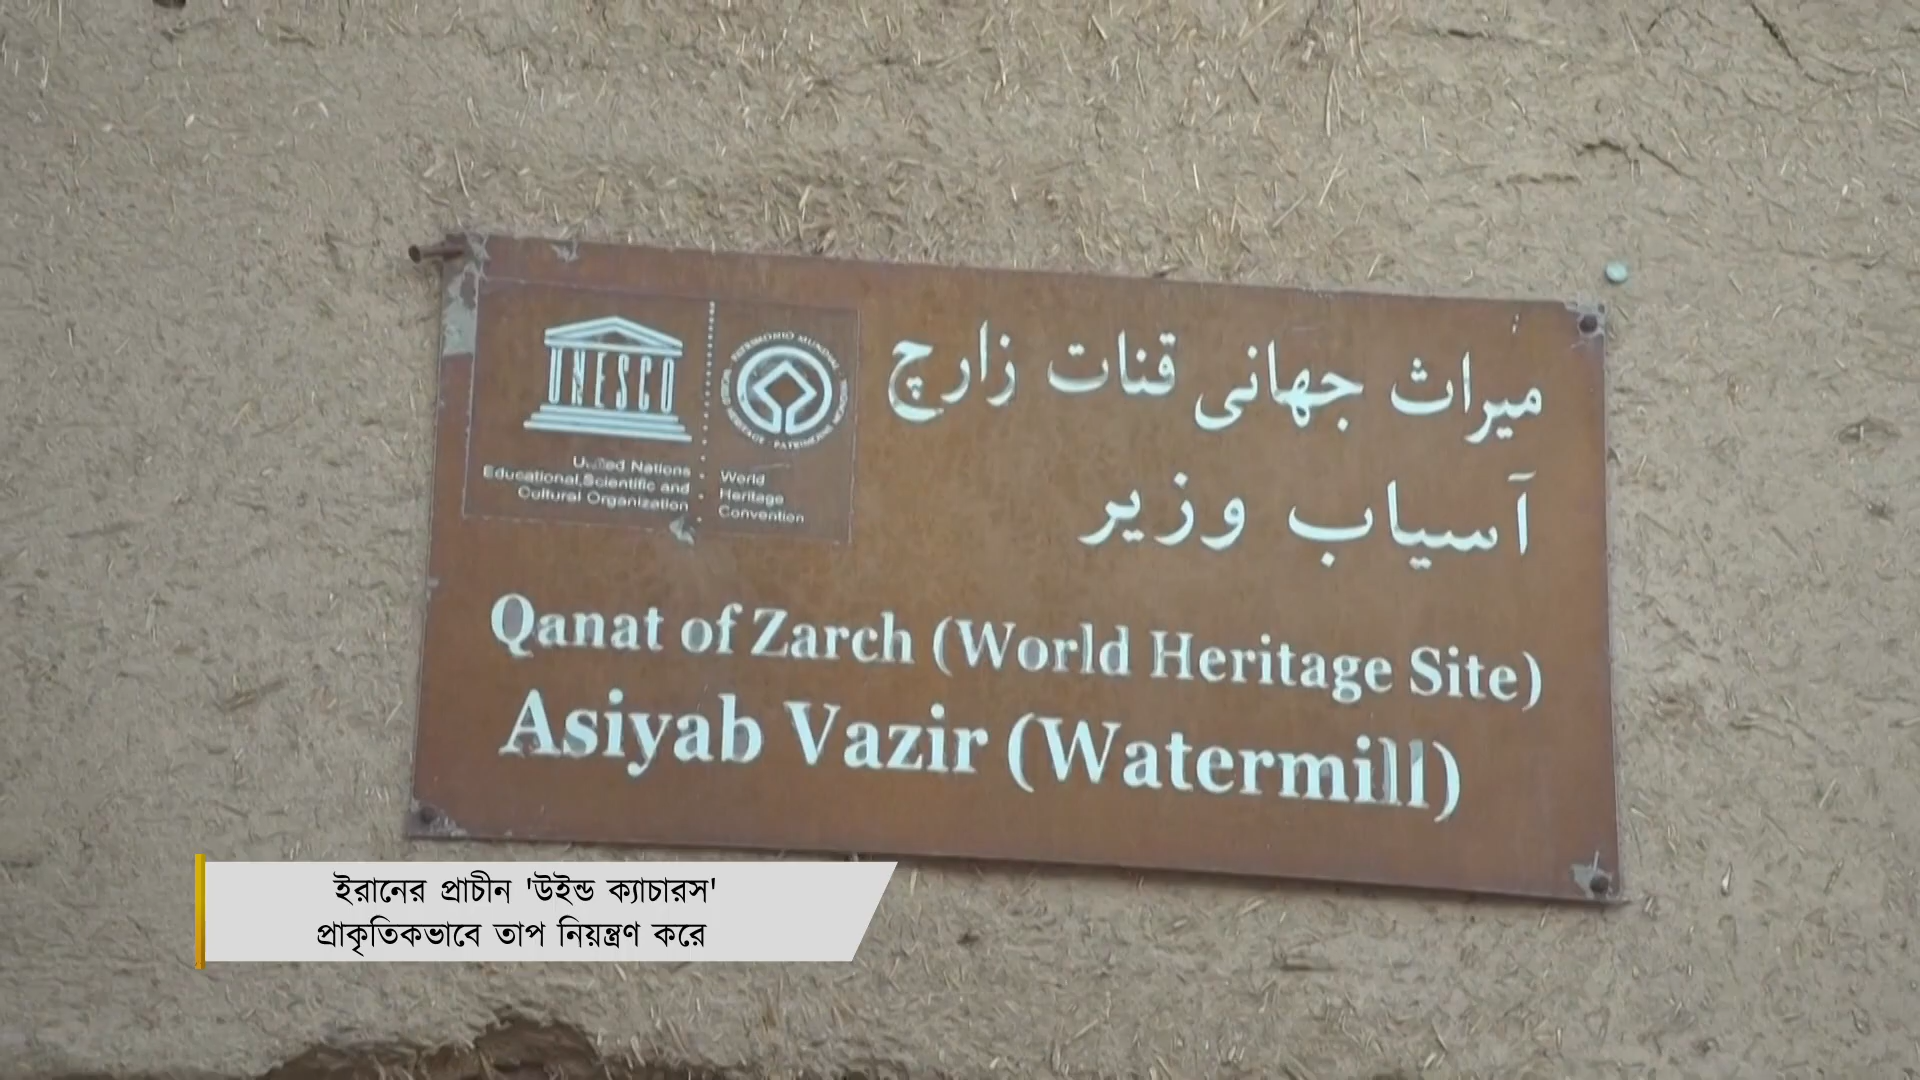 UNESCO
United Nations
Educational, Scientific and
Cultural Organization
World
Heritage
Convention
میراث جهانی قنات زارچ
آسیاب وزیر
Qanat of Zarch (World Heritage Site)
Asiyab Vazir (Watermill)
ইরানের প্রাচীন 'উইন্ড ক্যাচারস'
প্রাকৃতিকভাবে তাপ নিয়ন্ত্রণ করে